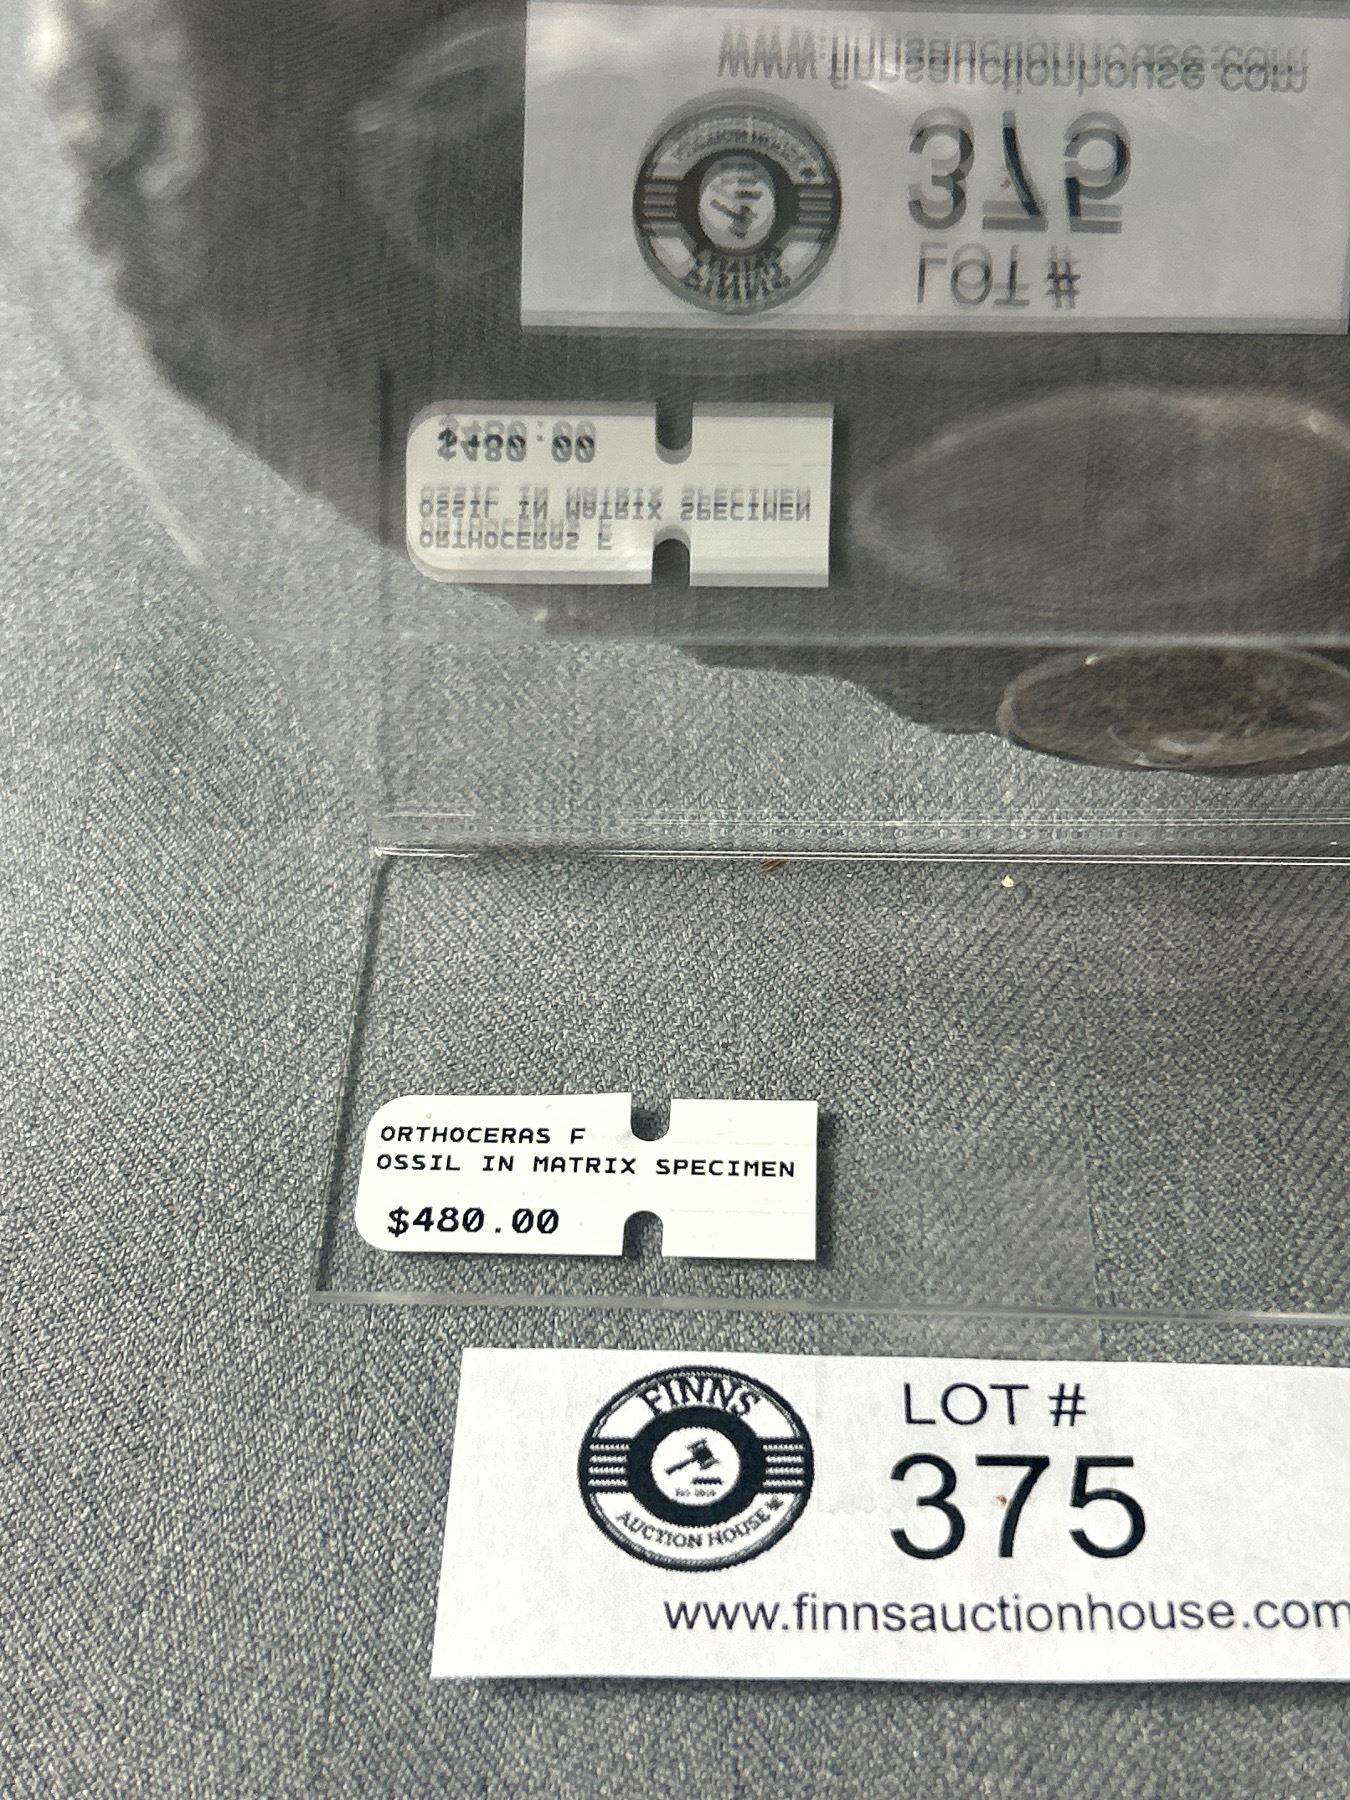 ORTHOCERAS F
OSSIL IN MATRIX SPECIMEN
$480.00
FINNS
AUCTION HOUSE
LOT #
375
www.finnsauctionhouse.com